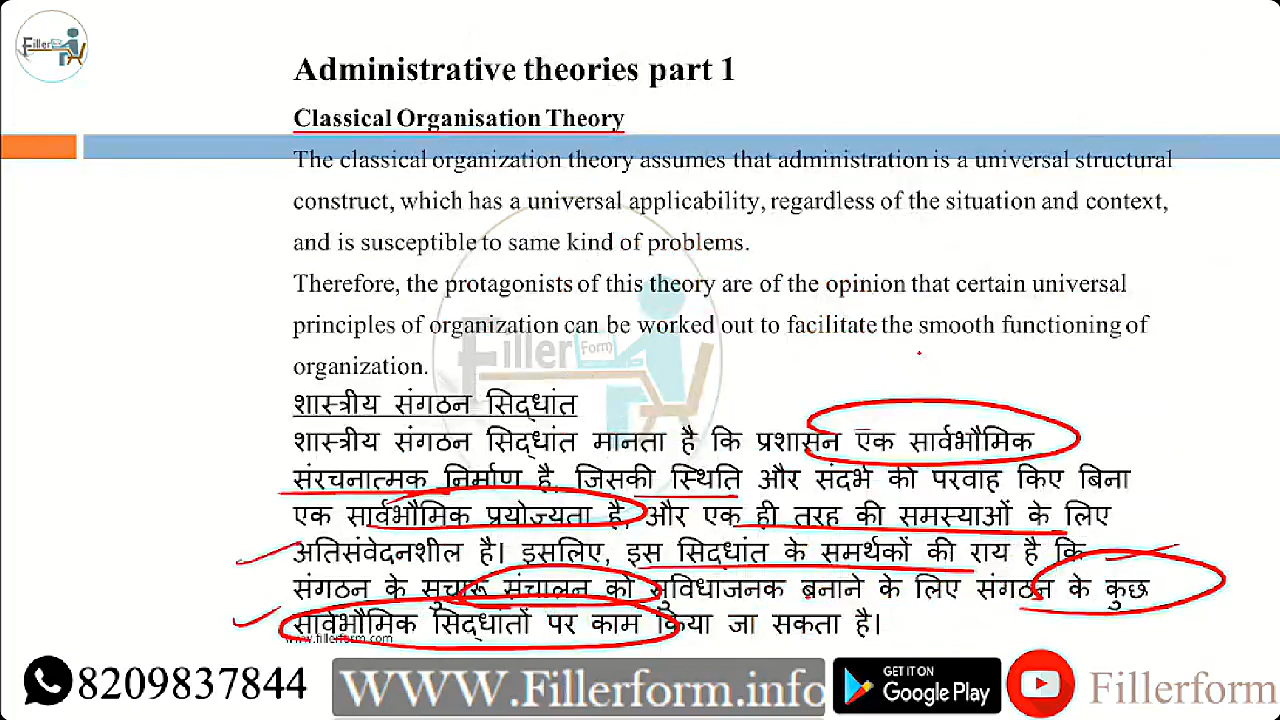 Filler
Administrative theories part 1
Classical Organisation Theory
The classical organization theory assumes that administration is a universal structural
construct, which has a universal applicability, regardless of the situation and context,
and is susceptible to same kind of problems.
Therefore, the protagonists of this theory are of the opinion that certain universal
principles of organization can be worked out to facilitate the smooth functioning of
organization.
Filler Form
शास्त्रीय संगठन सिद्धांत
शास्त्रीय संगठन सिद्धांत मानता है कि प्रशासन एक सार्वभौमिक
संरचनात्मक निर्माण है, जिसकी स्थिति और संदर्भ की परवाह किए बिना
एक सार्वभौमिक प्रयोज्यता है, और एक ही तरह की समस्याओं के लिए
अतिसंवेदनशील है। इसलिए, इस सिद्धांत के समर्थकों की राय है कि
संगठन के सुचारू संचालन को सुविधाजनक बनाने के लिए संगठन के कुछ
सार्वभौमिक सिद्धांतों पर काम किया जा सकता है।
www.fillerform.com
8209837844
WWW.Fillerform.info
GET IT ON
Google Play
Fillerform